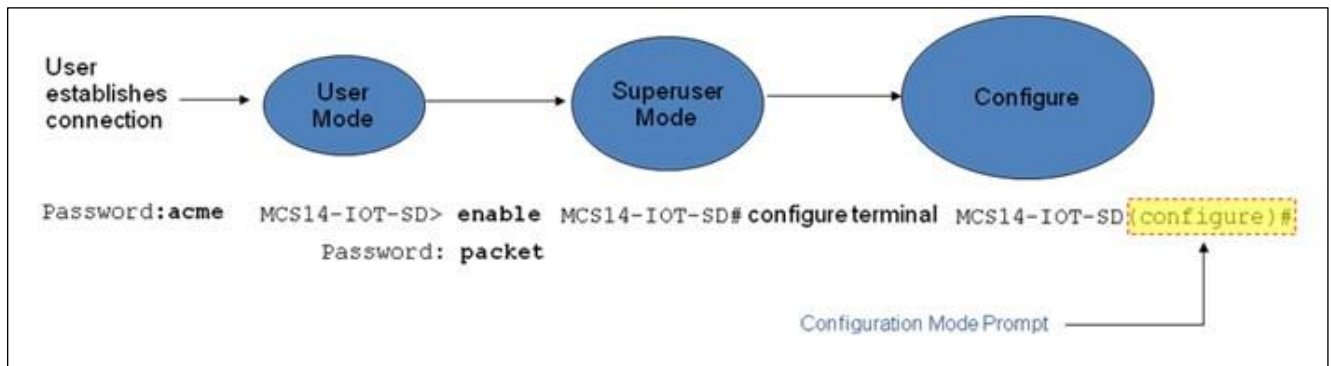 User
establishes
connection
User
Mode
Superuser
Mode
Configure
Password:acme
MCS14-IOT-SD> enable
Password: packet
MCS14-IOT-SD# configure terminal
MCS14-IOT-SD(configure)#
Configuration Mode Prompt